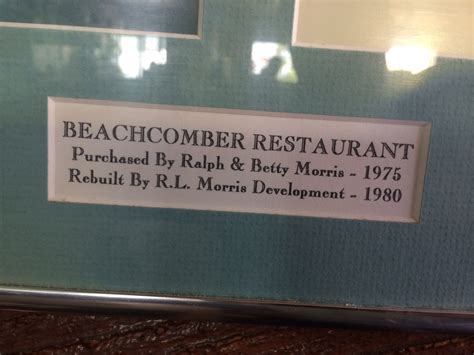 BEACHCOMBER RESTAURANT
Purchased By Ralph & Betty Morris - 1975
Rebuilt By R.L. Morris Development - 1980